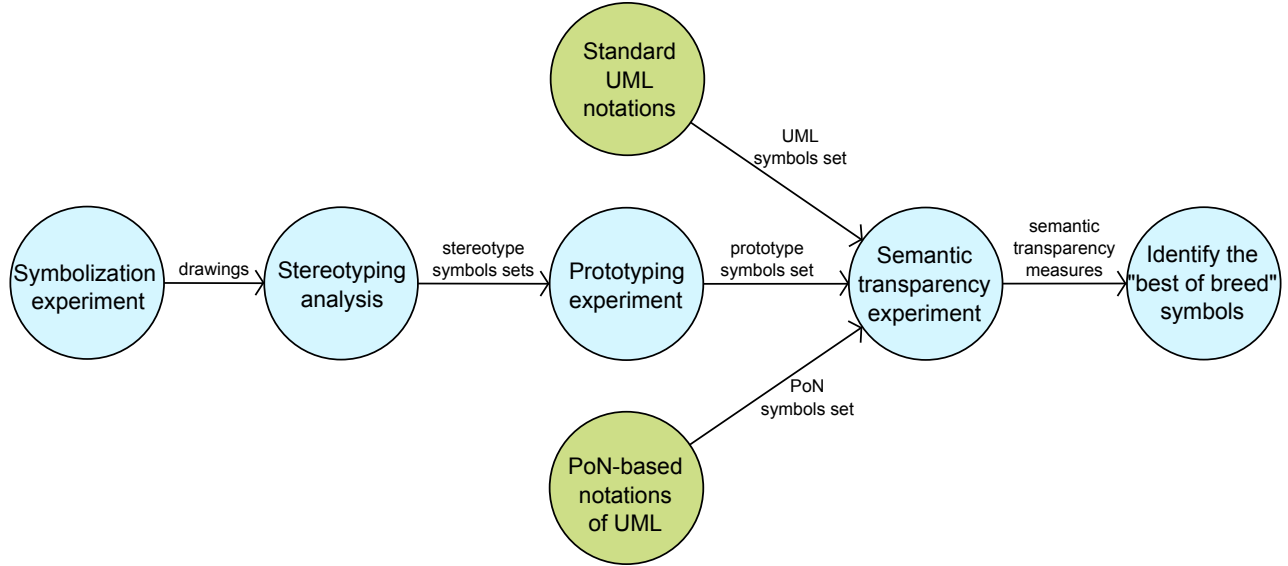 Standard
UML
notations
UML
symbols set
Symbolization
experiment
drawings
Stereotyping
analysis
stereotype
symbols sets
Prototyping
experiment
prototype
symbols set
Semantic
transparency
experiment
semantic
transparency
measures
Identify the
"best of breed"
symbols
PoN
symbols set
PoN-based
notations
of UML